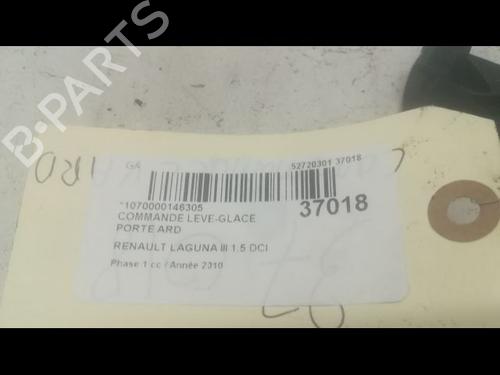 B-PARTS
GA
52720301 37018
*1070000146305
37018
COMMANDE LEVE-GLACE
PORTE ARD
RENAULT LAGUNA III 1.5 DCI
Phase 1 cc / Année 2010